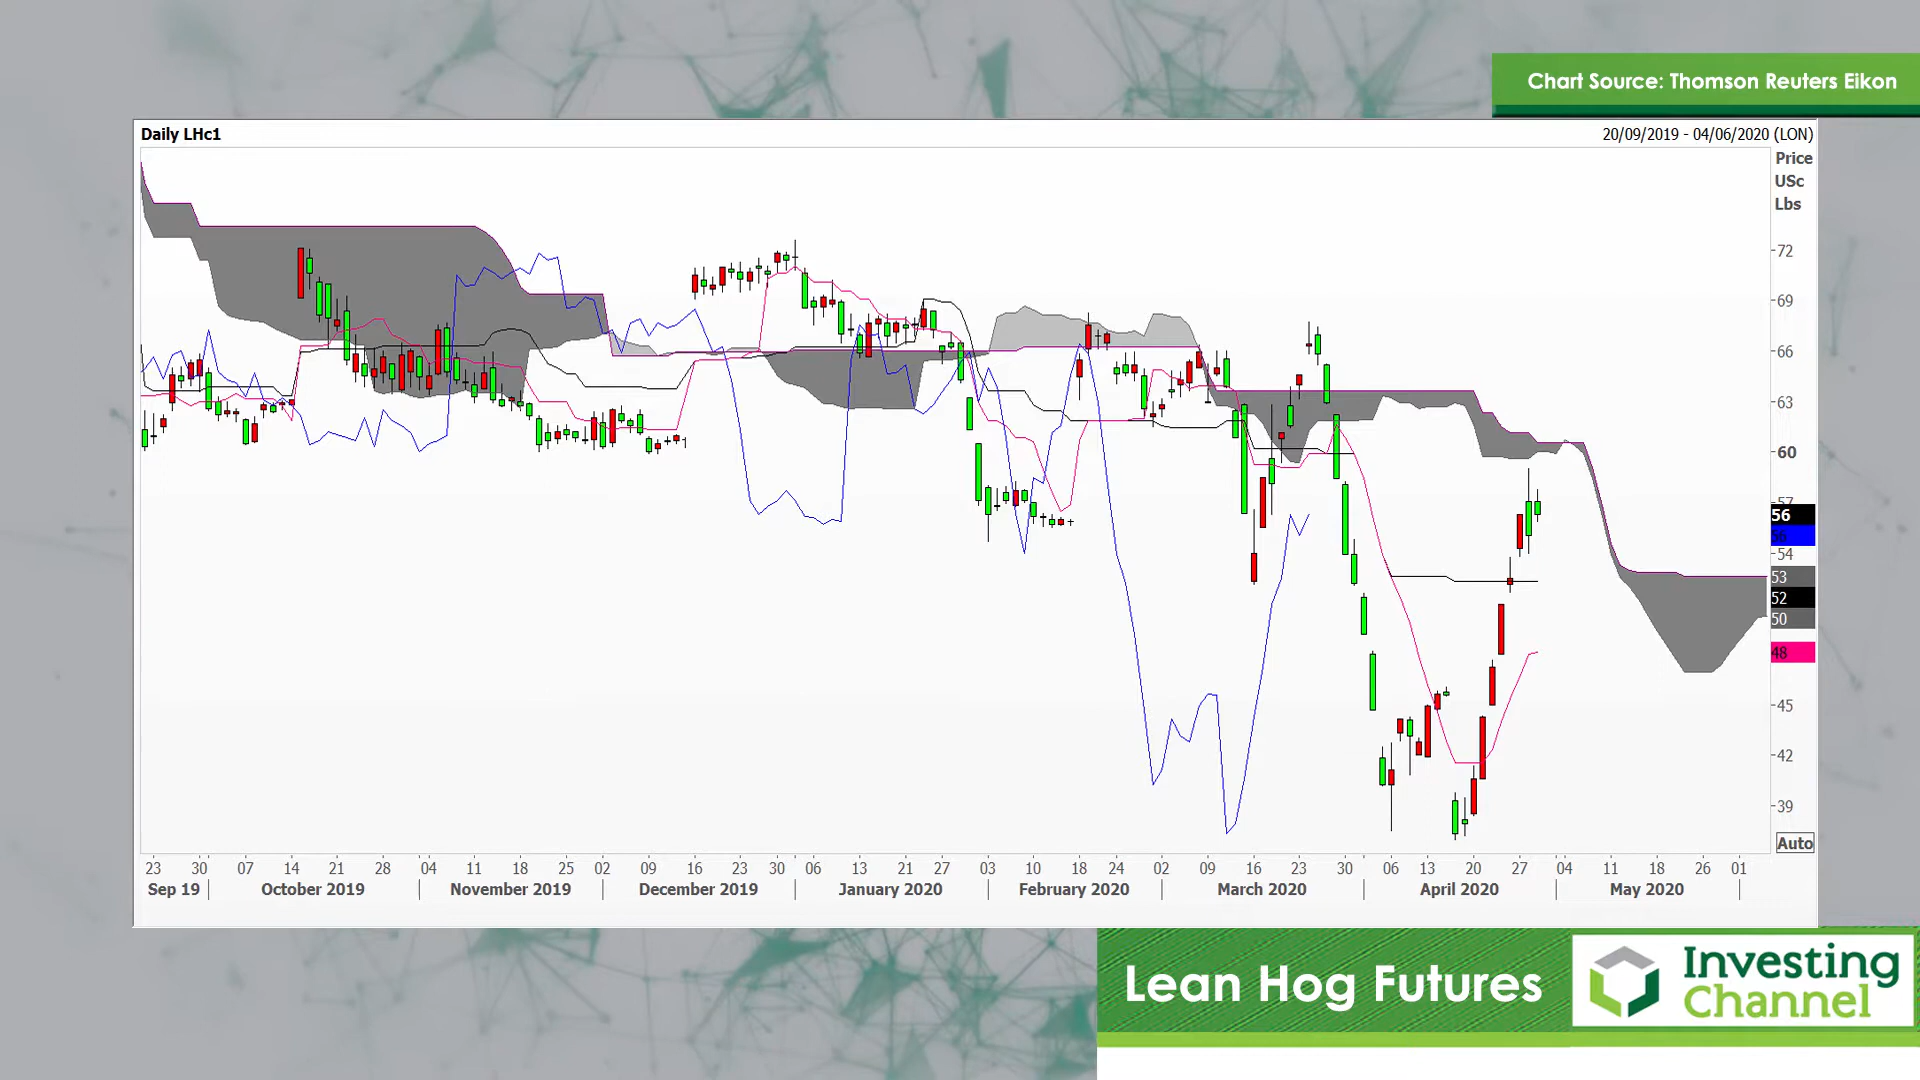 Chart Source: Thomson Reuters Eikon
Daily LHc1
20/09/2019 - 04/06/2020 (LON)
Price
USc
Lbs
72
69
66
63
60
57
56
56
54
53
52
50
48
45
42
39
Auto
23 30 07 14 21 28 04 11 18 25 02 09 16 23 30 06 13 21 27 03 10 18 24 02 09 16 23 30 06 13 20 27 04 11 18 26 01
Sep 19 October 2019 November 2019 December 2019 January 2020 February 2020 March 2020 April 2020 May 2020
Lean Hog Futures
Investing
Channel